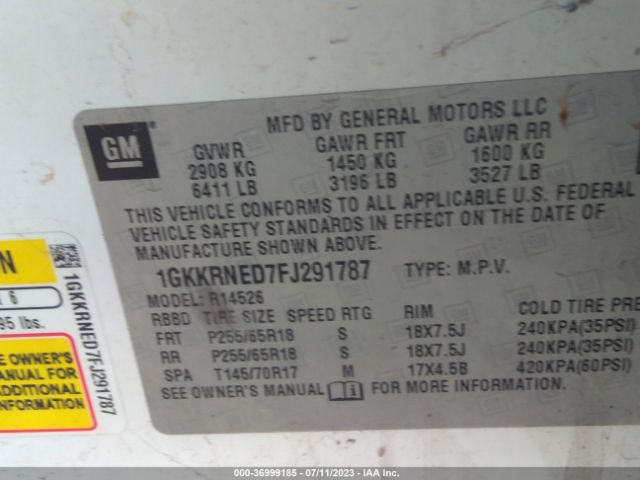 MFD BY GENERAL MOTORS LLC
GM
GVWR GAWR FRT GAWR RR
2908 KG 1450 KG 1600 KG
6411 LB 3196 LB 3527 LB
THIS VEHICLE CONFORMS TO ALL APPLICABLE U.S. FEDERAL
VEHICLE SAFETY STANDARDS IN EFFECT ON THE DATE OF
MANUFACTURE SHOWN ABOVE.
1GKKRNED7FJ291787 TYPE: M.P.V.
MODEL: R14526
RBBD TIRE SIZE SPEED RTG RIM COLD TIRE PRE
FRT P255/65R18 S 18X7.5J 240KPA(35PSI)
RR P255/65R18 S 18X7.5J 240KPA(35PSI)
SPA T145/70R17 M 17X4.5B 420KPA(60PSI)
SEE OWNER'S MANUAL FOR MORE INFORMATION.
N
6
95 lbs.
E OWNER'S
MANUAL FOR
ADDITIONAL
INFORMATION
1GKKRNED7FJ291787
000-36999185 - 07/11/2023 - IAA Inc.